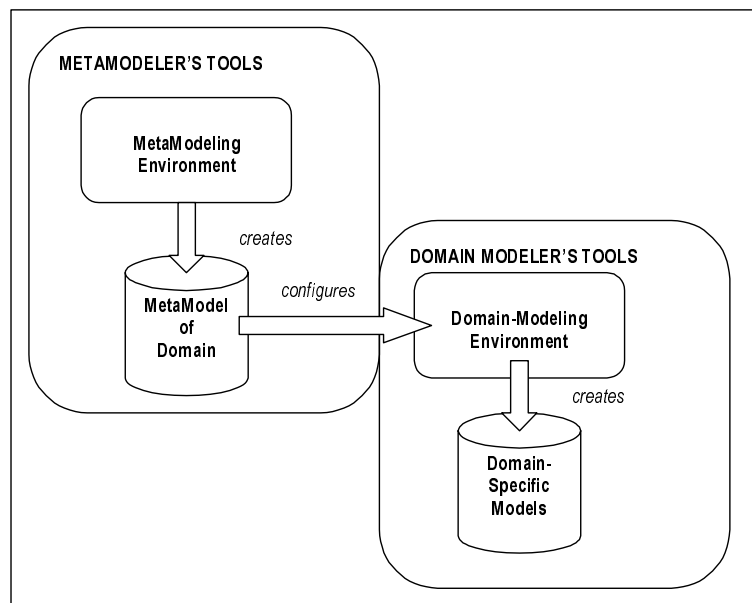 METAMODELER'S TOOLS
MetaModeling
Environment
creates
MetaModel
of
Domain
configures
DOMAIN MODELER'S TOOLS
Domain-Modeling
Environment
creates
Domain-
Specific
Models